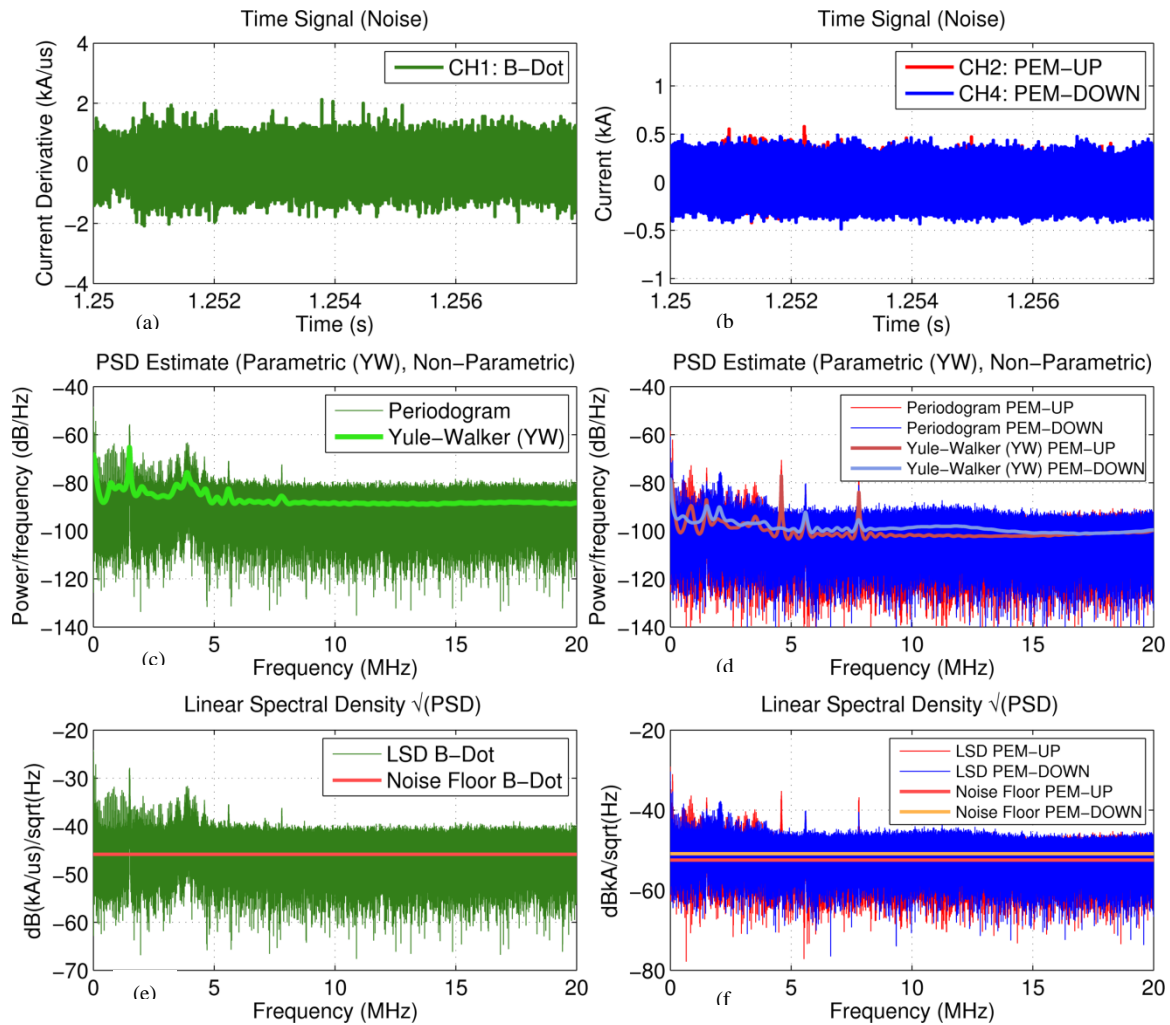 Time Signal (Noise)
Current Derivative (kA/us)
4
2
0
−2
−4
CH1: B−Dot
1.25 1.252 1.254 1.256
(a)
Time (s)
Time Signal (Noise)
Current (kA)
1
0.5
0
−0.5
−1
CH2: PEM−UP
CH4: PEM−DOWN
1.25 1.252 1.254 1.256
(b)
Time (s)
PSD Estimate (Parametric (YW), Non−Parametric)
Power/frequency (dB/Hz)
−40
−60
−80
−100
−120
−140
Periodogram
Yule−Walker (YW)
0 5 10 15 20
(c)
Frequency (MHz)
PSD Estimate (Parametric (YW), Non−Parametric)
Power/frequency (dB/Hz)
−40
−60
−80
−100
−120
−140
Periodogram PEM−UP
Periodogram PEM−DOWN
Yule−Walker (YW) PEM−UP
Yule−Walker (YW) PEM−DOWN
0 5 10 15 20
(d
Frequency (MHz)
Linear Spectral Density √(PSD)
dB(kA/us)/sqrt(Hz)
−20
−30
−40
−50
−60
−70
LSD B−Dot
Noise Floor B−Dot
0 5 10 15 20
(e)
Frequency (MHz)
Linear Spectral Density √(PSD)
dBkA/sqrt(Hz)
−20
−40
−60
−80
LSD PEM−UP
LSD PEM−DOWN
Noise Floor PEM−UP
Noise Floor PEM−DOWN
0 5 10 15 20
(f
Frequency (MHz)